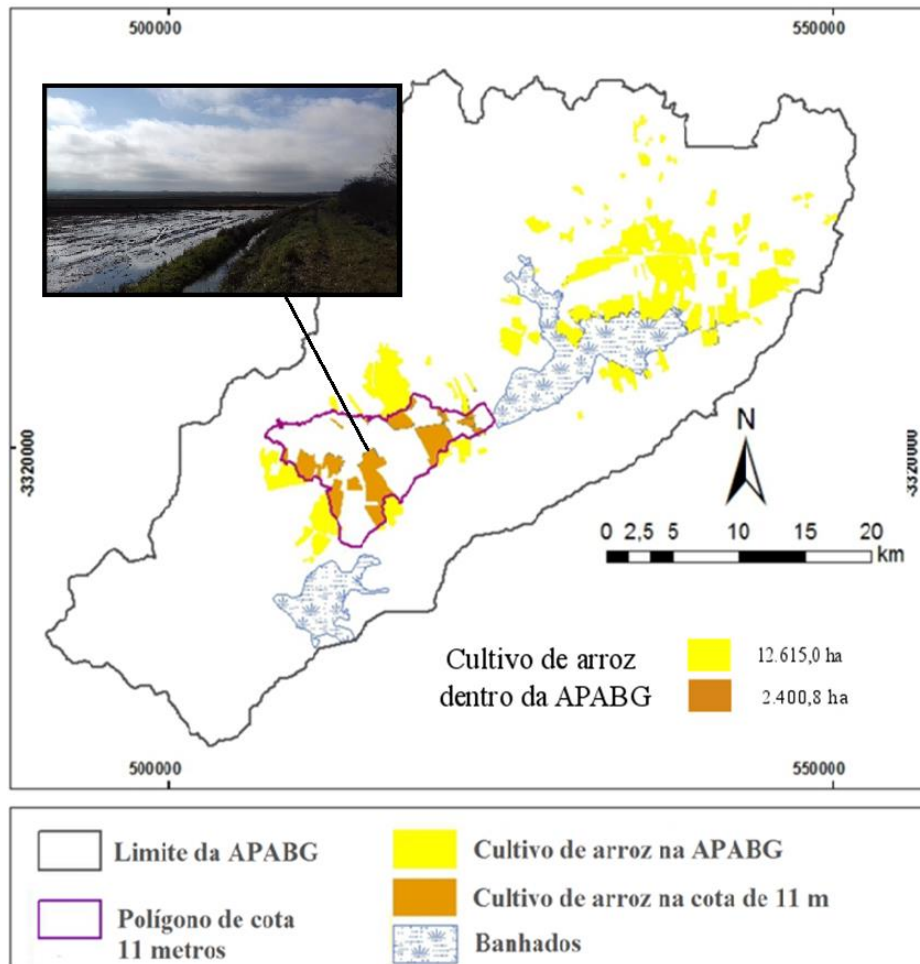 500000
550000
-3320000
-3320000
N
0 2,5 5 10 15 20
km
Cultivo de arroz
dentro da APABG
12.615,0 ha
2.400,8 ha
500000
550000
Limite da APABG
Polígono de cota
11 metros
Cultivo de arroz na APABG
Cultivo de arroz na cota de 11 m
Banhados